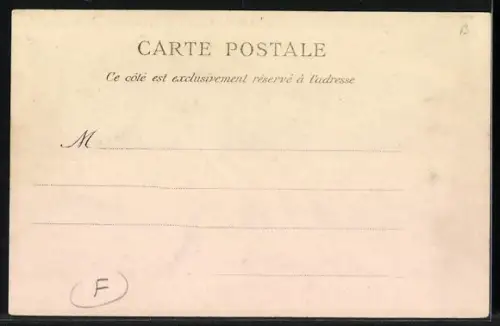 CARTE POSTALE
Ce côté est exclusivement réservé à l'adresse
M
F